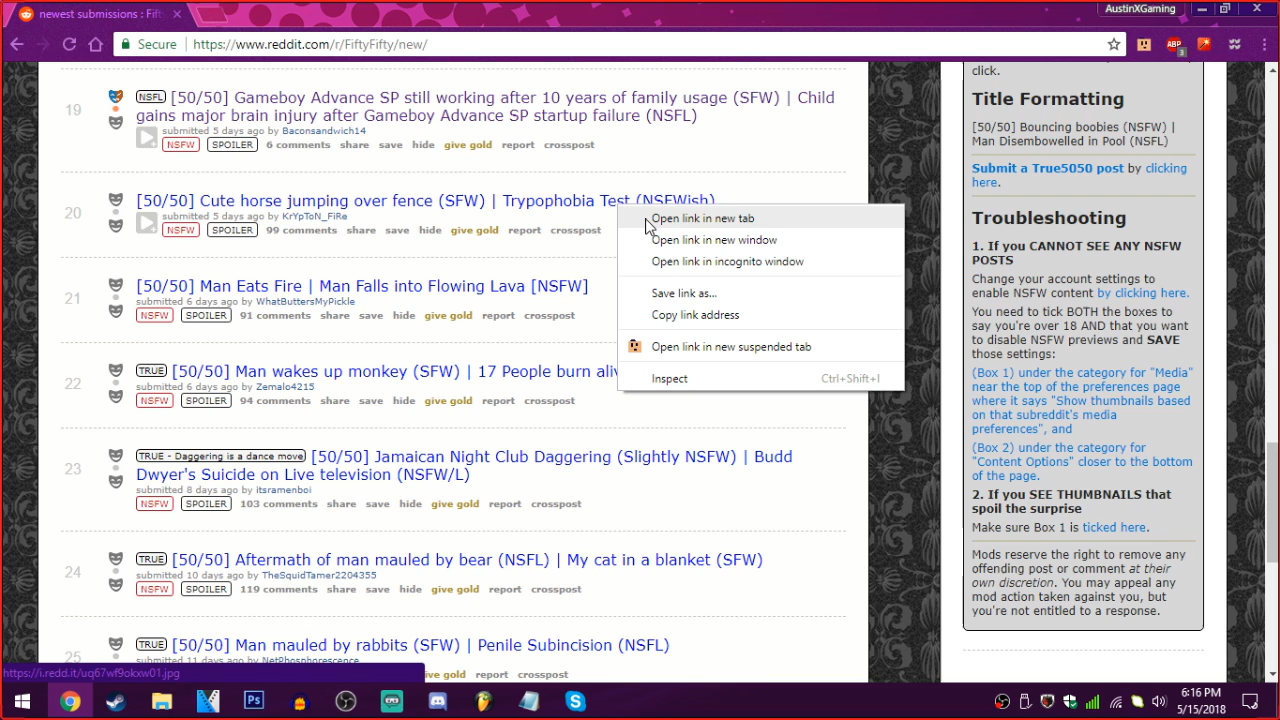 newest submissions : Fift
AustinXGaming
Secure
https://www.reddit.com/r/FiftyFifty/new/
ABP
3
19
NSFL [50/50] Gameboy Advance SP still working after 10 years of family usage (SFW) | Child
gains major brain injury after Gameboy Advance SP startup failure (NSFL)
submitted 5 days ago by Baconsandwich14
NSFW SPOILER 6 comments share save hide give gold report crosspost
20
[50/50] Cute horse jumping over fence (SFW) | Trypophobia Test (NSFWish)
submitted 5 days ago by KrYpToN_FiRe
NSFW SPOILER 99 comments share save hide give gold report crosspost
21
[50/50] Man Eats Fire | Man Falls into Flowing Lava [NSFW]
submitted 6 days ago by WhatButtersMyPickle
NSFW SPOILER 91 comments share save hide give gold report crosspost
22
TRUE [50/50] Man wakes up monkey (SFW) | 17 People burn aliv
submitted 6 days ago by Zemalo4215
NSFW SPOILER 94 comments share save hide give gold report crosspost
23
TRUE - Daggering is a dance move [50/50] Jamaican Night Club Daggering (Slightly NSFW) | Budd
Dwyer's Suicide on Live television (NSFW/L)
submitted 8 days ago by itsramenboi
NSFW SPOILER 103 comments share save hide give gold report crosspost
24
TRUE [50/50] Aftermath of man mauled by bear (NSFL) | My cat in a blanket (SFW)
submitted 10 days ago by TheSquidTamer2204355
NSFW SPOILER 119 comments share save hide give gold report crosspost
25
TRUE [50/50] Man mauled by rabbits (SFW) | Penile Subincision (NSFL)
submitted 11 days ago by NetPhosphorescence
give gold report crosspost
https://i.redd.it/uq67wf9okxw01.jpg
Open link in new tab
Open link in new window
Open link in incognito window
Save link as...
Copy link address
Open link in new suspended tab
Inspect Ctrl+Shift+I
click.
Title Formatting
[50/50] Bouncing boobies (NSFW) |
Man Disembowelled in Pool (NSFL)
Submit a True5050 post by clicking
here.
Troubleshooting
1. If you CANNOT SEE ANY NSFW
POSTS
Change your account settings to
enable NSFW content by clicking here.
You need to tick BOTH the boxes to
say you're over 18 AND that you want
to disable NSFW previews and SAVE
those settings:
(Box 1) under the category for "Media"
near the top of the preferences page
where it says "Show thumbnails based
on that subreddit's media
preferences", and
(Box 2) under the category for
"Content Options" closer to the bottom
of the page.
2. If you SEE THUMBNAILS that
spoil the surprise
Make sure Box 1 is ticked here.
Mods reserve the right to remove any
offending post or comment at their
own discretion. You may appeal any
mod action taken against you, but
you're not entitled to a response.
Ps
6:16 PM
5/15/2018